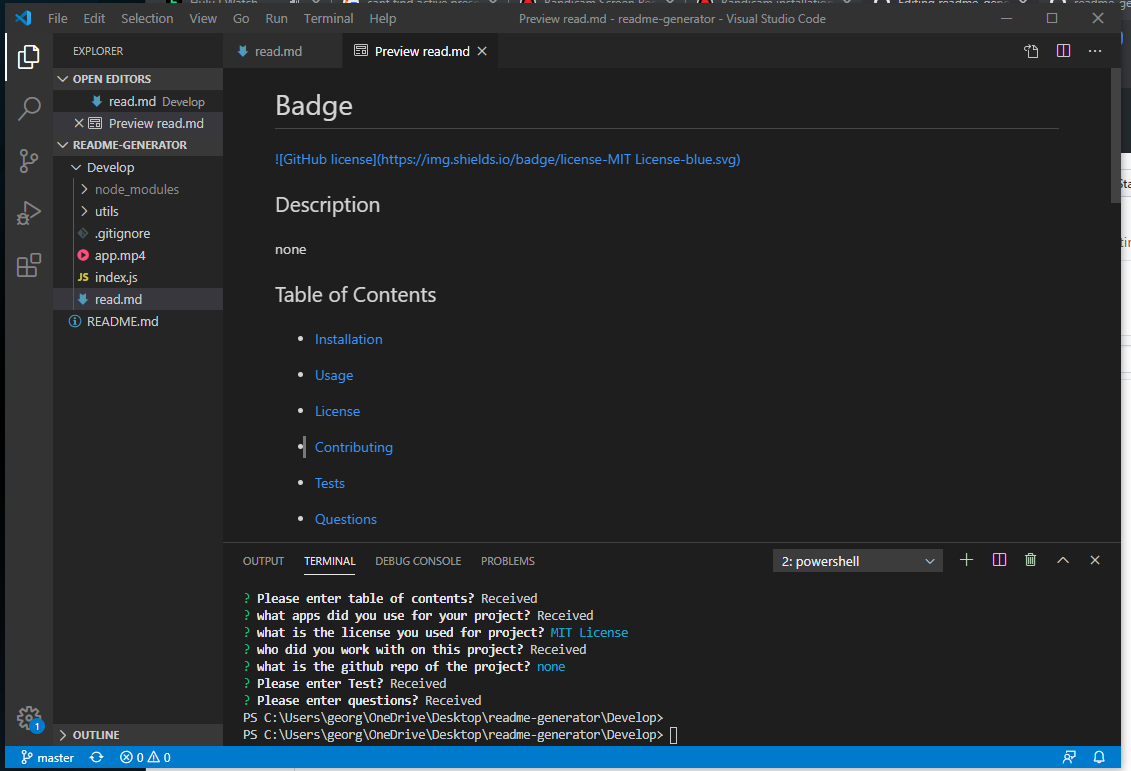 File Edit Selection View Go Run Terminal Help Preview read.md - readme-generator - Visual Studio Code
EXPLORER
OPEN EDITORS
read.md Develop
Preview read.md
README-GENERATOR
Develop
node_modules
utils
.gitignore
app.mp4
JS index.js
read.md
README.md
OUTLINE
1
read.md Preview read.md
Badge
![GitHub license](https://img.shields.io/badge/license-MIT License-blue.svg)
Description
none
Table of Contents
• Installation
• Usage
• License
• Contributing
• Tests
• Questions
OUTPUT TERMINAL DEBUG CONSOLE PROBLEMS 2: powershell
? Please enter table of contents? Received
? what apps did you use for your project? Received
? what is the license you used for project? MIT License
? who did you work with on this project? Received
? what is the github repo of the project? none
? Please enter Test? Received
? Please enter questions? Received
PS C:\Users\georg\OneDrive\Desktop\readme-generator\Develop>
PS C:\Users\georg\OneDrive\Desktop\readme-generator\Develop>
master 0 0